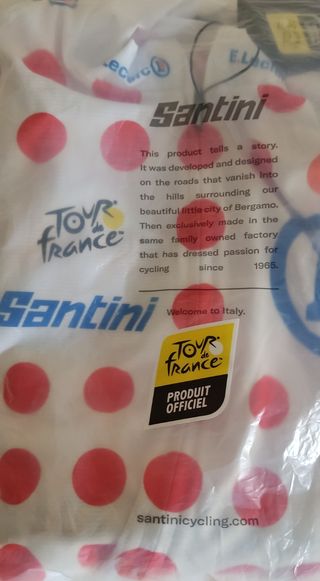 E.Leclerc
E.Lecl
Santini
This product tells a story.
It was developed and designed
on the roads that vanish into
the hills surrounding our
beautiful little city of Bergamo.
Then exclusively made in the
same family owned factory
that has dressed passion for
cycling since 1965.
TOUR
de
france
Santini
Welcome to Italy.
TOUR
de
france
PRODUIT
OFFICIEL
santinicycling.com